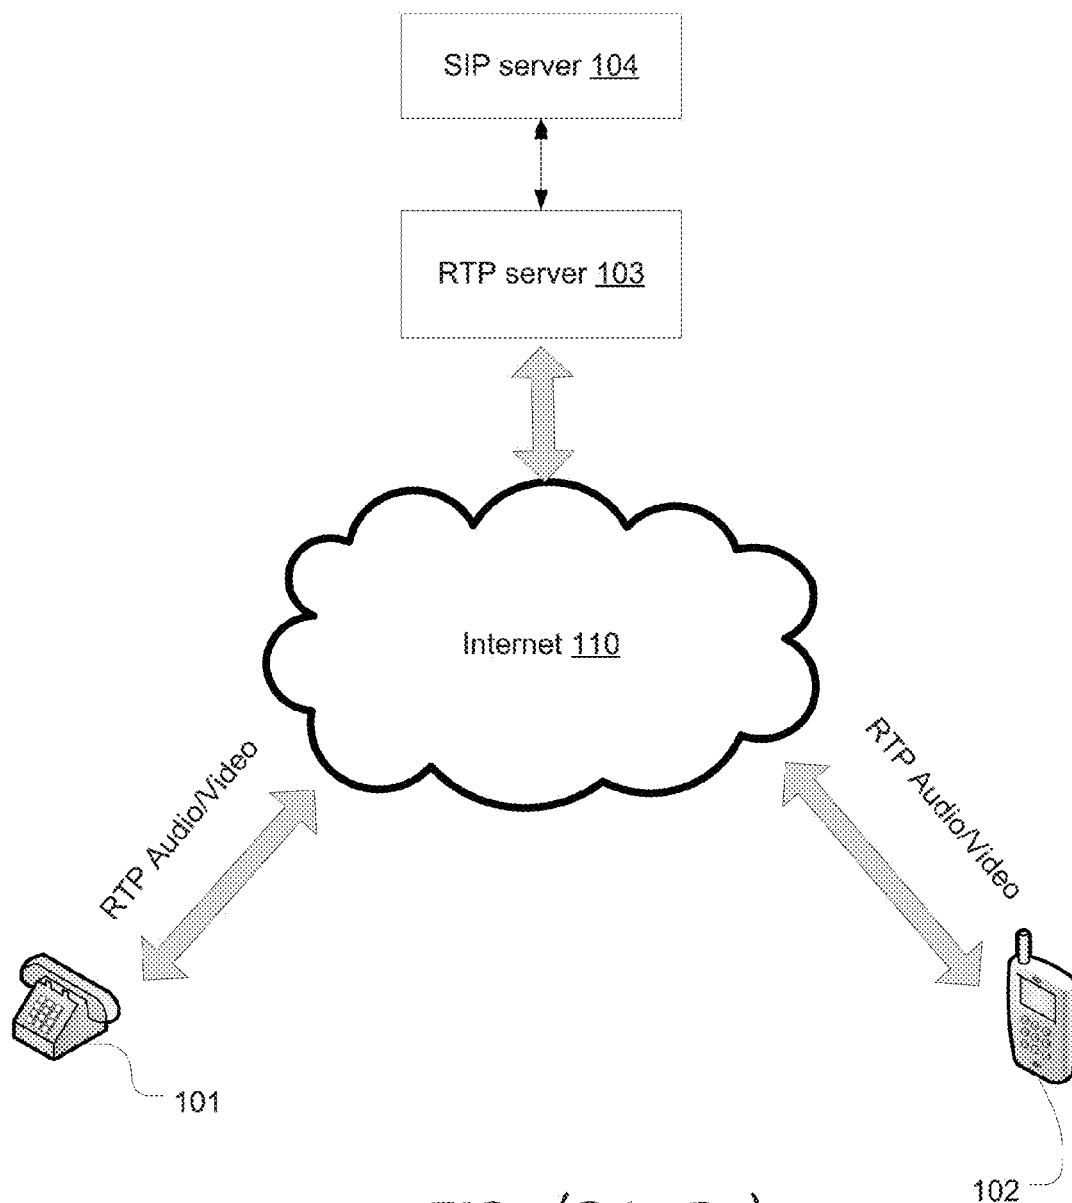 SIP server 104
RTP server 103
Internet 110
RTP Audio/Video
RTP Audio/Video
101
102